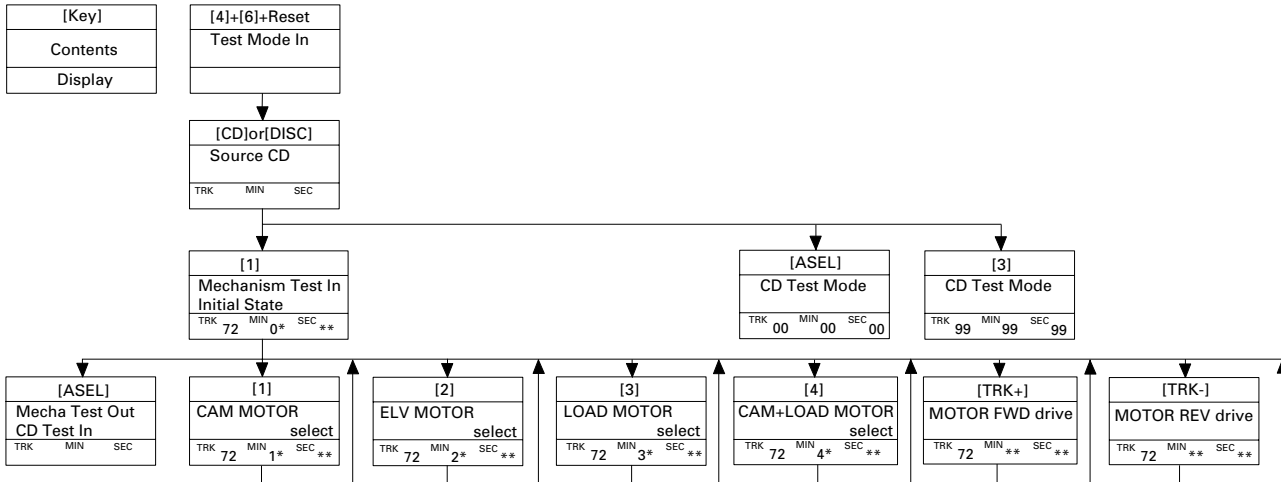 [Key]
Contents
Display
[4]+[6]+Reset
Test Mode In
[CD]or[DISC]
Source CD
TRK MIN SEC
[1]
Mechanism Test In
Initial State
TRK 72 MIN 0* SEC **
[ASEL]
CD Test Mode
TRK 00 MIN 00 SEC 00
[3]
CD Test Mode
TRK 99 MIN 99 SEC 99
[ASEL]
Mecha Test Out
CD Test In
TRK MIN SEC
[1]
CAM MOTOR
select
TRK 72 MIN 1* SEC **
[2]
ELV MOTOR
select
TRK 72 MIN 2* SEC **
[3]
LOAD MOTOR
select
TRK 72 MIN 3* SEC **
[4]
CAM+LOAD MOTOR
select
TRK 72 MIN 4* SEC **
[TRK+]
MOTOR FWD drive
TRK 72 MIN ** SEC **
[TRK-]
MOTOR REV drive
TRK 72 MIN ** SEC **